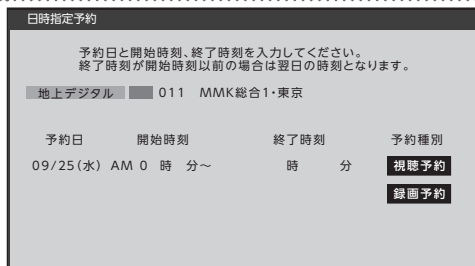 日時指定予約
予約日と開始時刻、終了時刻を入力してください。
終了時刻が開始時刻以前の場合は翌日の時刻となります。
地上デジタル 011 MMK総合1・東京
予約日 開始時刻 終了時刻 予約種別
09/25(水) AM 0 時 分～ 時 分 視聴予約
録画予約